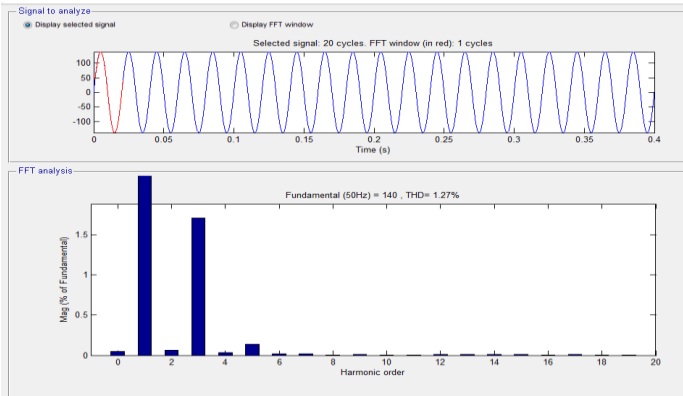 Signal to analyze
Display selected signal Display FFT window
Selected signal: 20 cycles. FFT window (in red): 1 cycles
100
50
0
-50
-100
0 0.05 0.1 0.15 0.2 0.25 0.3 0.35 0.4
Time (s)
FFT analysis
Fundamental (50Hz) = 140 , THD= 1.27%
Mag (% of Fundamental)
1.5
1
0.5
0
0 2 4 6 8 10 12 14 16 18 20
Harmonic order